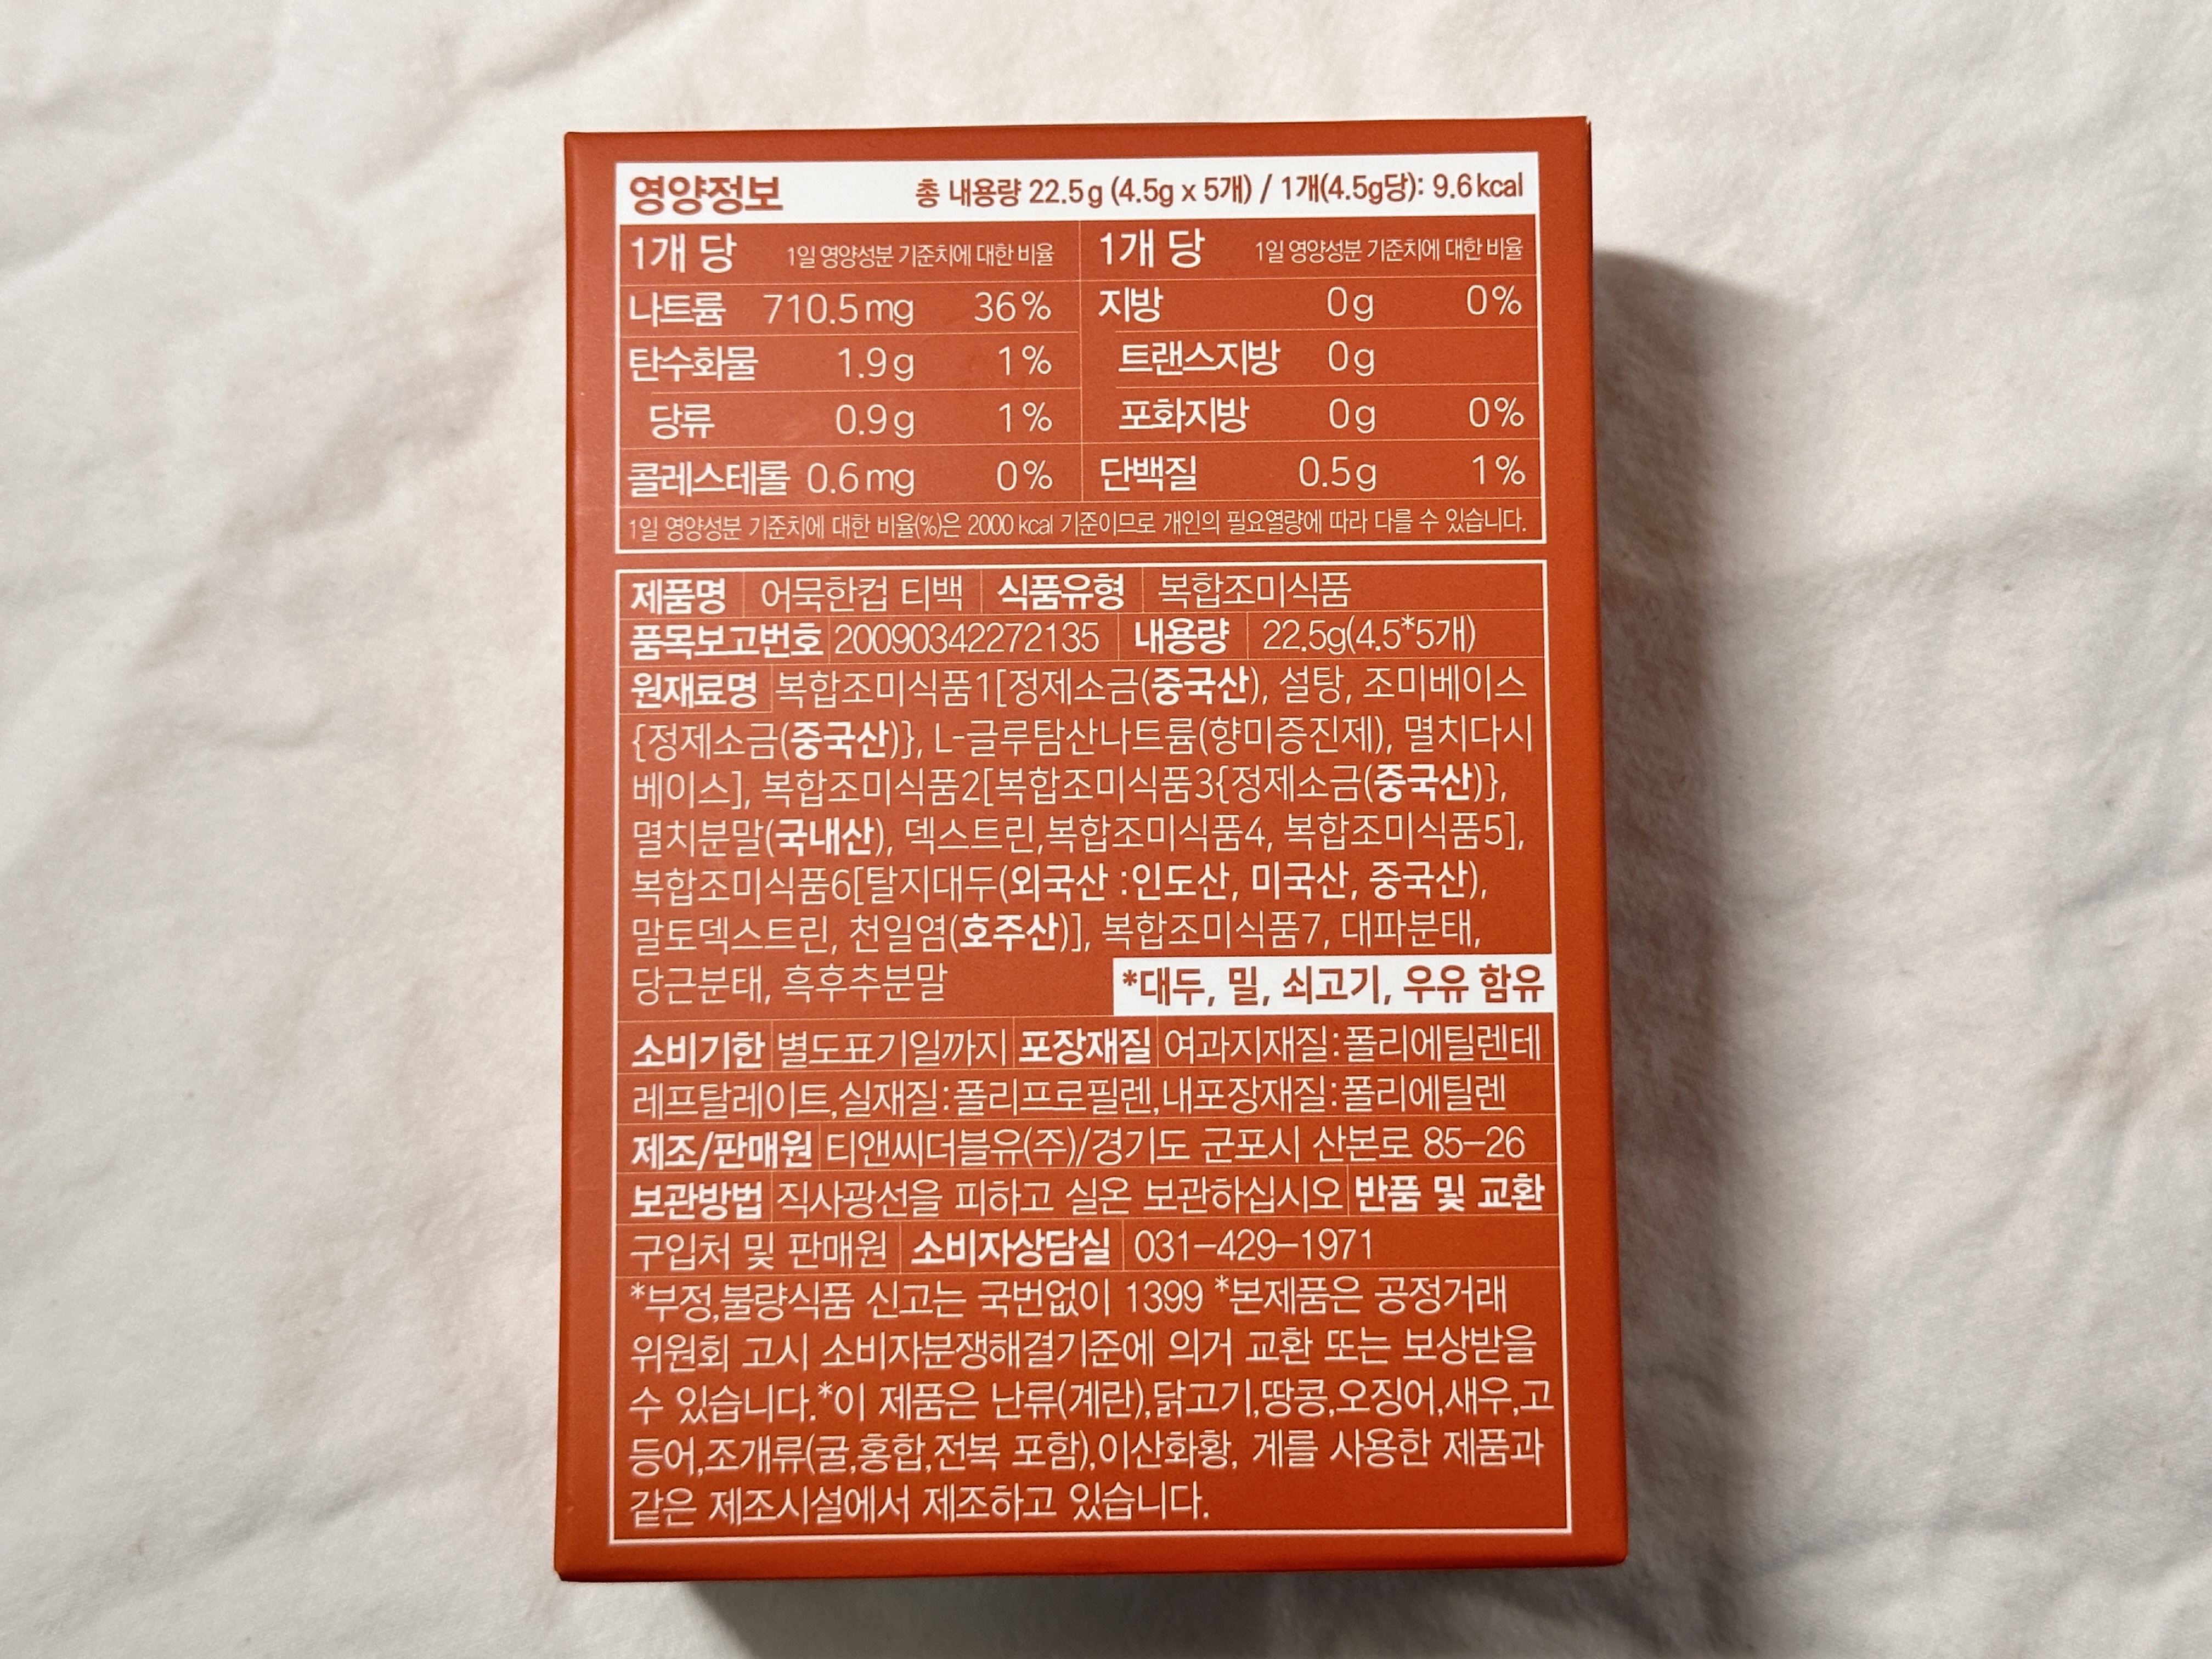 영양정보 총 내용량 22.5g (4.5g x 5개) / 1개(4.5g당): 9.6kcal
1개 당 1일 영양성분 기준치에 대한 비율 1개 당 1일 영양성분 기준치에 대한 비율
나트륨 710.5mg 36% 지방 0g 0%
탄수화물 1.9g 1% 트랜스지방 0g
당류 0.9g 1% 포화지방 0g 0%
콜레스테롤 0.6mg 0% 단백질 0.5g 1%
1일 영양성분 기준치에 대한 비율(%)은 2000 kcal 기준이므로 개인의 필요열량에 따라 다를 수 있습니다.
제품명 어묵한컵 티백 식품유형 복합조미식품
품목보고번호 20090342272135 내용량 22.5g(4.5*5개)
원재료명 복합조미식품1[정제소금(중국산), 설탕, 조미베이스
{정제소금(중국산)}, L-글루탐산나트륨(향미증진제), 멸치다시
베이스], 복합조미식품2[복합조미식품3{정제소금(중국산)},
멸치분말(국내산), 덱스트린,복합조미식품4, 복합조미식품5],
복합조미식품6[탈지대두(외국산 :인도산, 미국산, 중국산),
말토덱스트린, 천일염(호주산)], 복합조미식품7, 대파분태,
당근분태, 흑후추분말 *대두, 밀, 쇠고기, 우유 함유
소비기한 별도표기일까지 포장재질 여과지재질:폴리에틸렌테
레프탈레이트,실재질:폴리프로필렌,내포장재질:폴리에틸렌
제조/판매원 티앤씨더블유(주)/경기도 군포시 산본로 85-26
보관방법 직사광선을 피하고 실온 보관하십시오 반품 및 교환
구입처 및 판매원 소비자상담실 031-429-1971
*부정,불량식품 신고는 국번없이 1399 *본제품은 공정거래
위원회 고시 소비자분쟁해결기준에 의거 교환 또는 보상받을
수 있습니다.*이 제품은 난류(계란),닭고기,땅콩,오징어,새우,고
등어,조개류(굴,홍합,전복 포함),이산화황, 게를 사용한 제품과
같은 제조시설에서 제조하고 있습니다.